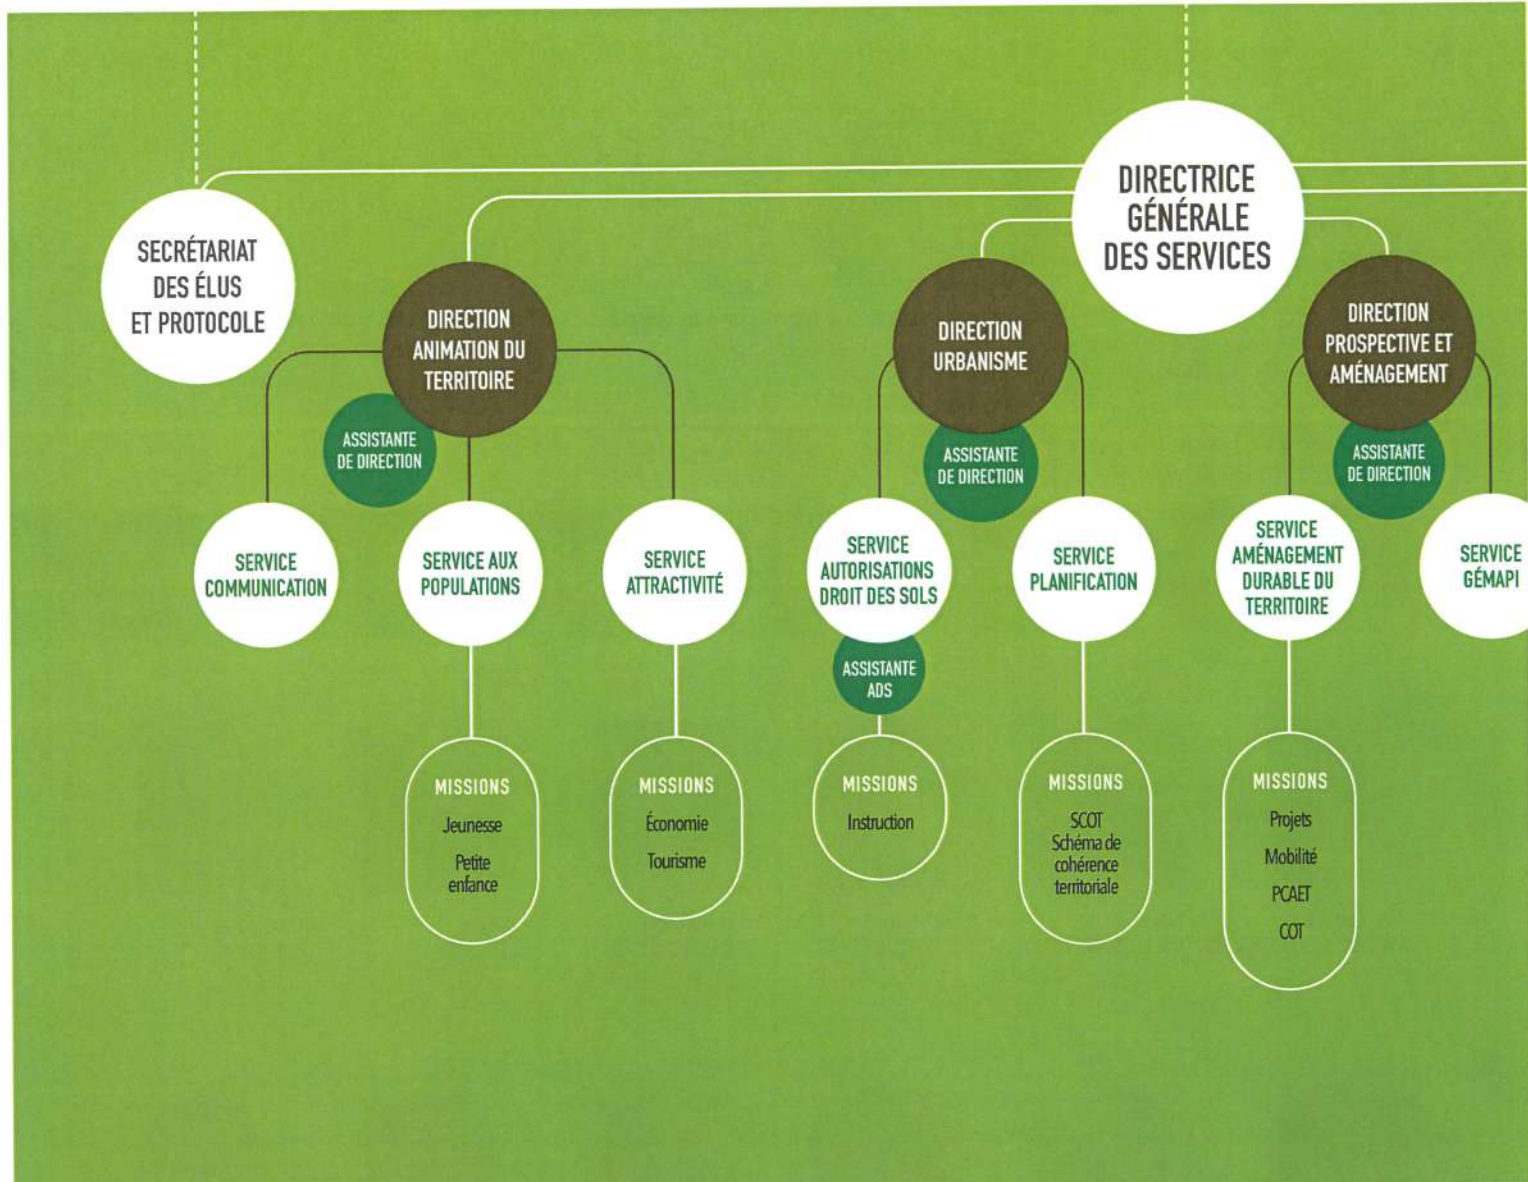 DIRECTRICE
GÉNÉRALE
DES SERVICES
SECRÉTARIAT
DES ÉLUS
ET PROTOCOLE
DIRECTION
ANIMATION DU
TERRITOIRE
DIRECTION
URBANISME
DIRECTION
PROSPECTIVE ET
AMÉNAGEMENT
ASSISTANTE
DE DIRECTION
ASSISTANTE
DE DIRECTION
ASSISTANTE
DE DIRECTION
SERVICE
COMMUNICATION
SERVICE AUX
POPULATIONS
SERVICE
ATTRACTIVITÉ
SERVICE
AUTORISATIONS
DROIT DES SOLS
SERVICE
PLANIFICATION
SERVICE
AMÉNAGEMENT
DURABLE DU
TERRITOIRE
SERVICE
GÉMAPI
ASSISTANTE
ADS
MISSIONS
Jeunesse
Petite
enfance
MISSIONS
Économie
Tourisme
MISSIONS
Instruction
MISSIONS
SCOT
Schéma de
cohérence
territoriale
MISSIONS
Projets
Mobilité
PCAET
COT